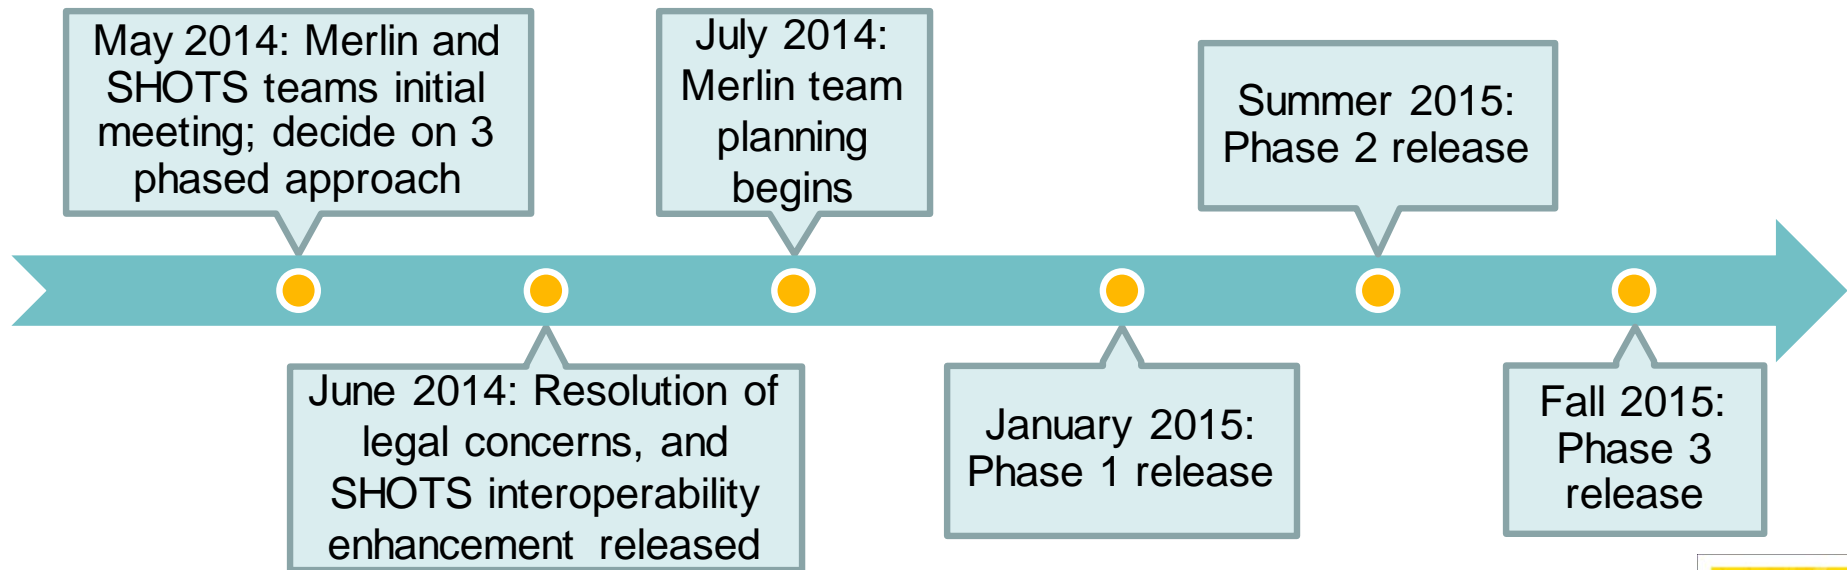 May 2014: Merlin and
SHOTS teams initial
meeting; decide on 3
phased approach
June 2014: Resolution of
legal concerns, and
SHOTS interoperability
enhancement released
July 2014:
Merlin team
planning
begins
January 2015:
Phase 1 release
Summer 2015:
Phase 2 release
Fall 2015:
Phase 3
release